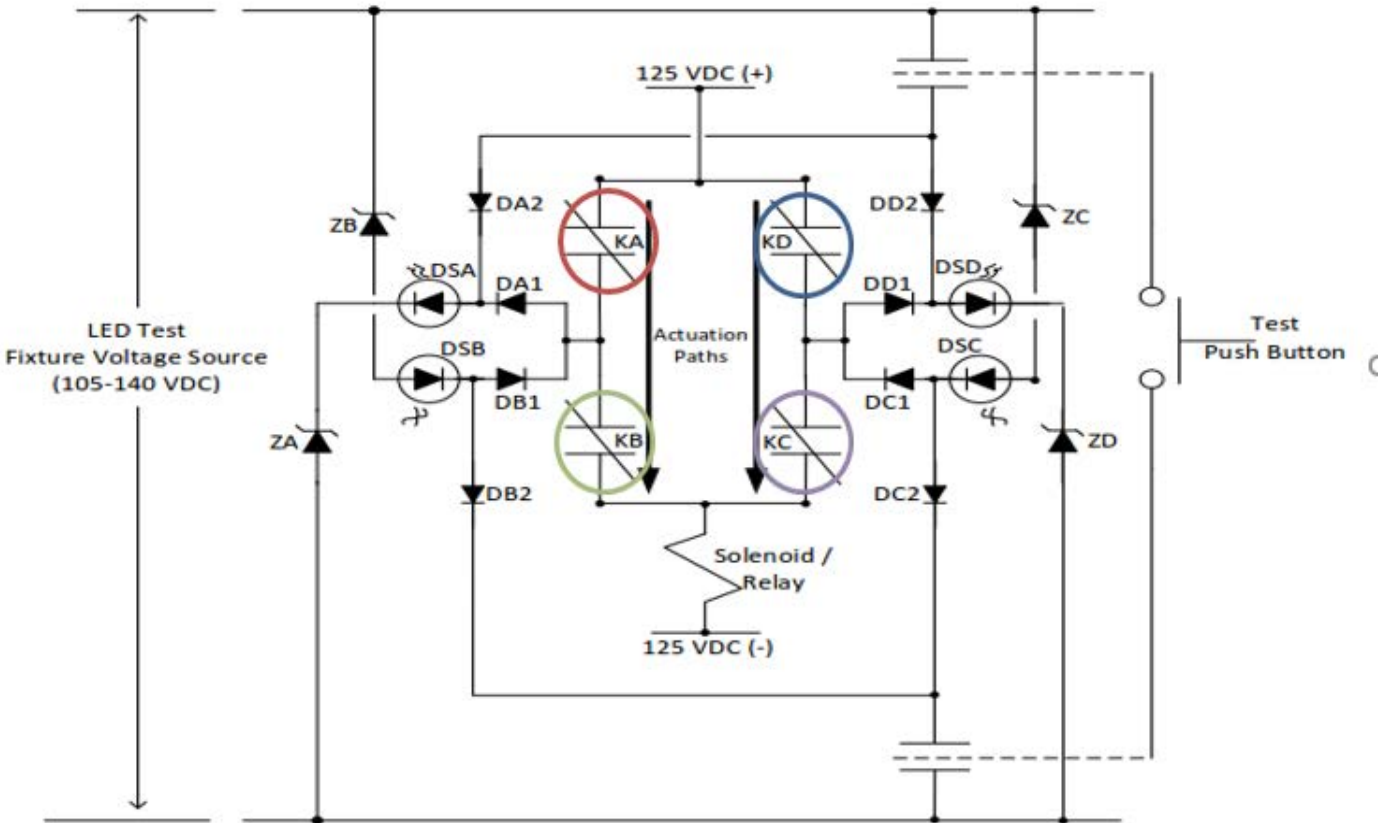 125 VDC (+)
DA2
KA
KD
DD2
ZB
ZC
DSA
DA1
DD1
DSD
LED Test
Fixture Voltage Source
(105-140 VDC)
Actuation
Paths
Test
Push Button
DSB
DB1
DSC
DC1
ZA
KB
KC
ZD
DB2
DC2
Solenoid /
Relay
125 VDC (-)